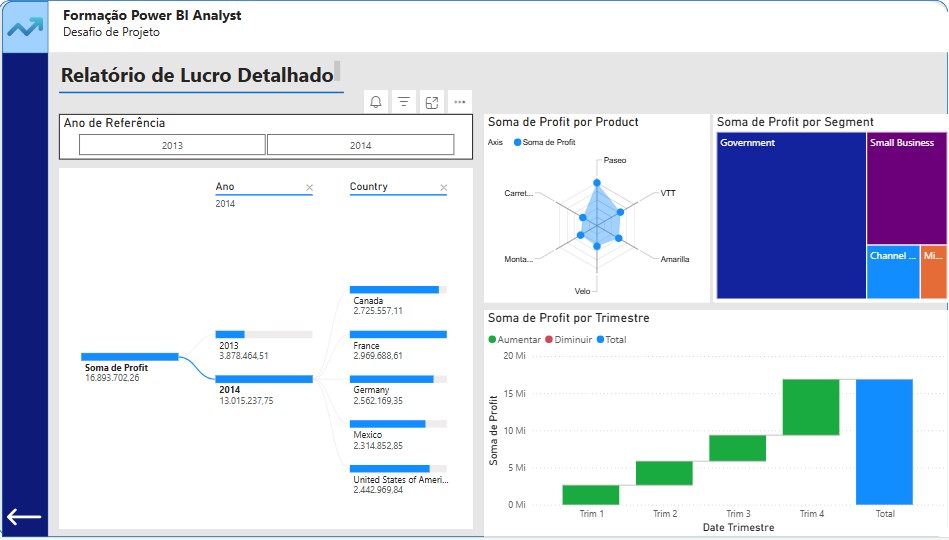 Formação Power BI Analyst
Desafio de Projeto
Relatório de Lucro Detalhado
Ano de Referência
2013
2014
Ano
2014
Country
Soma de Profit
16.893.702,26
2013
3.878.464,51
2014
13.015.237,75
Canada
2.725.557,11
France
2.969.688,61
Germany
2.562.169,35
Mexico
2.314.852,85
United States of Ameri...
2.442.969,84
Soma de Profit por Product
Axis
Soma de Profit
Paseo
VTT
Amarilla
Velo
Monta...
Carret...
Soma de Profit por Segment
Government
Small Business
Channel ...
Mi...
Soma de Profit por Trimestre
Aumentar
Diminuir
Total
Soma de Profit
20 Mi
15 Mi
10 Mi
5 Mi
0 Mi
Trim 1
Trim 2
Trim 3
Trim 4
Total
Date Trimestre